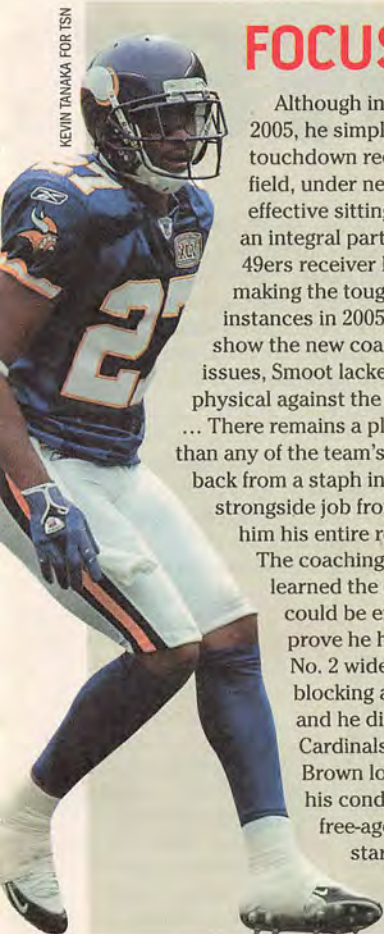 KEVIN TANAKA FOR TSN
FOCUS
Although in
2005, he simpl
touchdown rec
field, under ne
effective sitting
an integral part
49ers receiver
making the toug
instances in 2005
show the new coa
issues, Smoot lacke
physical against the
… There remains a pl
than any of the team's
back from a staph in
strongside job fro
him his entire r
The coaching
learned the
could be e
prove he h
No. 2 wide
blocking a
and he di
Cardinals
Brown lo
his cond
free-age
star
27